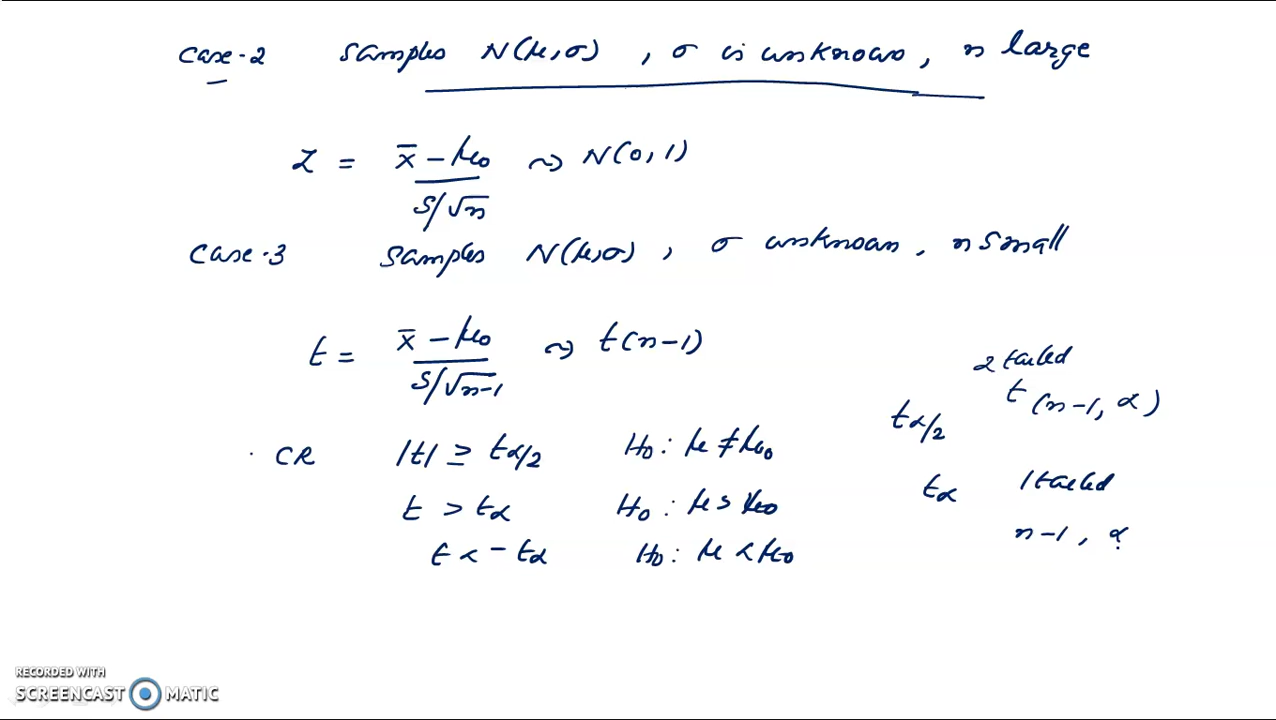 Case-2 Samples N(μ,σ) , σ is unknown, n large
Z = x̄ – μ₀ / S/√n ~> N(0,1)
Case-3 Samples N(μ,σ) , σ unknown, n small
t = x̄ – μ₀ / S/√n-1 ~> t(n-1)
2 tailed
t(n-1, α)
tα/2
CR |t| ≥ tα/2 H₀: μ ≠ μ₀
tα 1 tailed
t > tα H₀: μ > μ₀
n-1, α
t < - tα H₀: μ < μ₀
RECORDED WITH
SCREENCAST MATIC